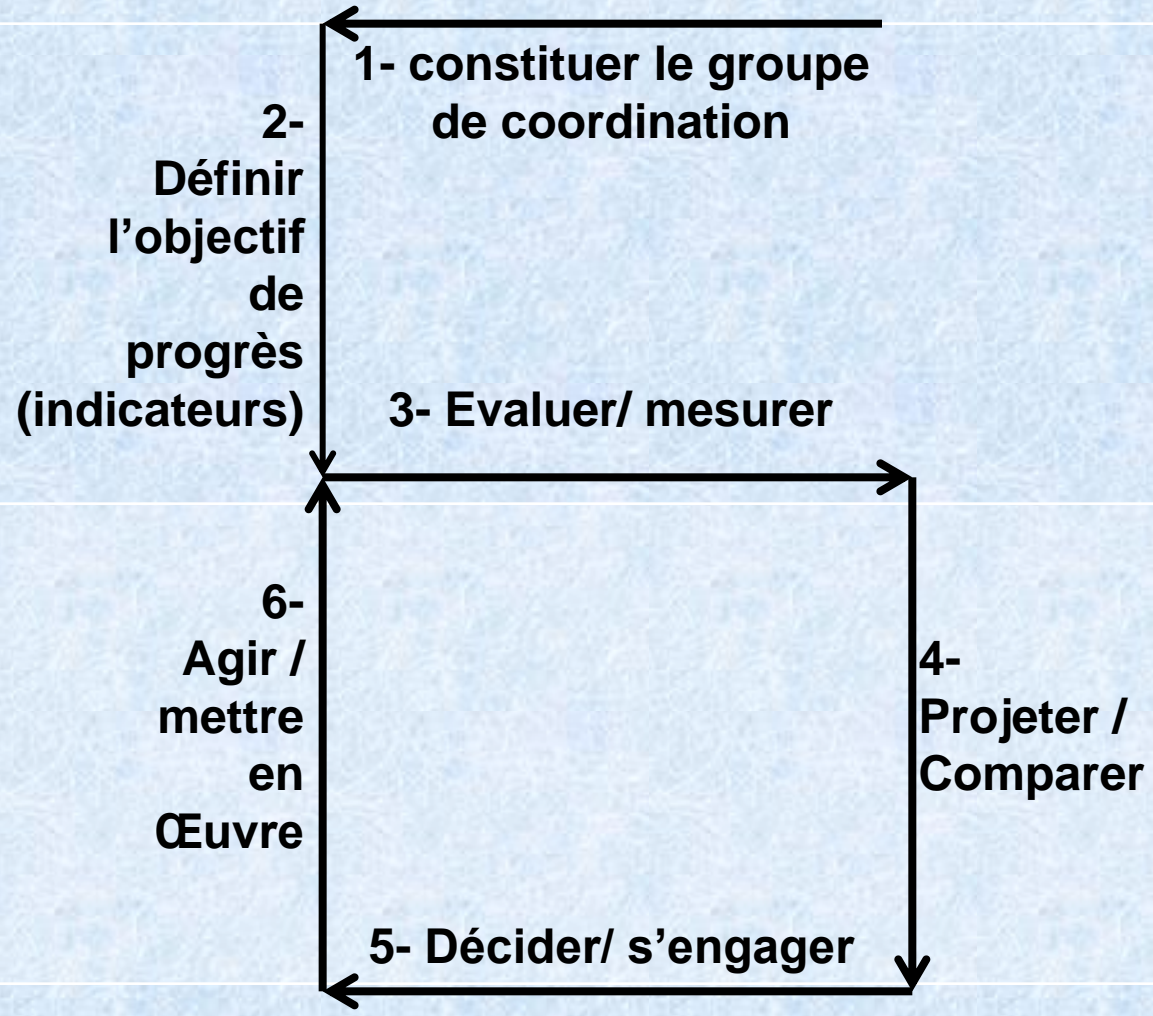 1- constituer le groupe
de coordination
2-
Définir
l’objectif
de
progrès
(indicateurs)
3- Evaluer/ mesurer
4-
Projeter /
Comparer
5- Décider/ s’engager
6-
Agir /
mettre
en
Œuvre